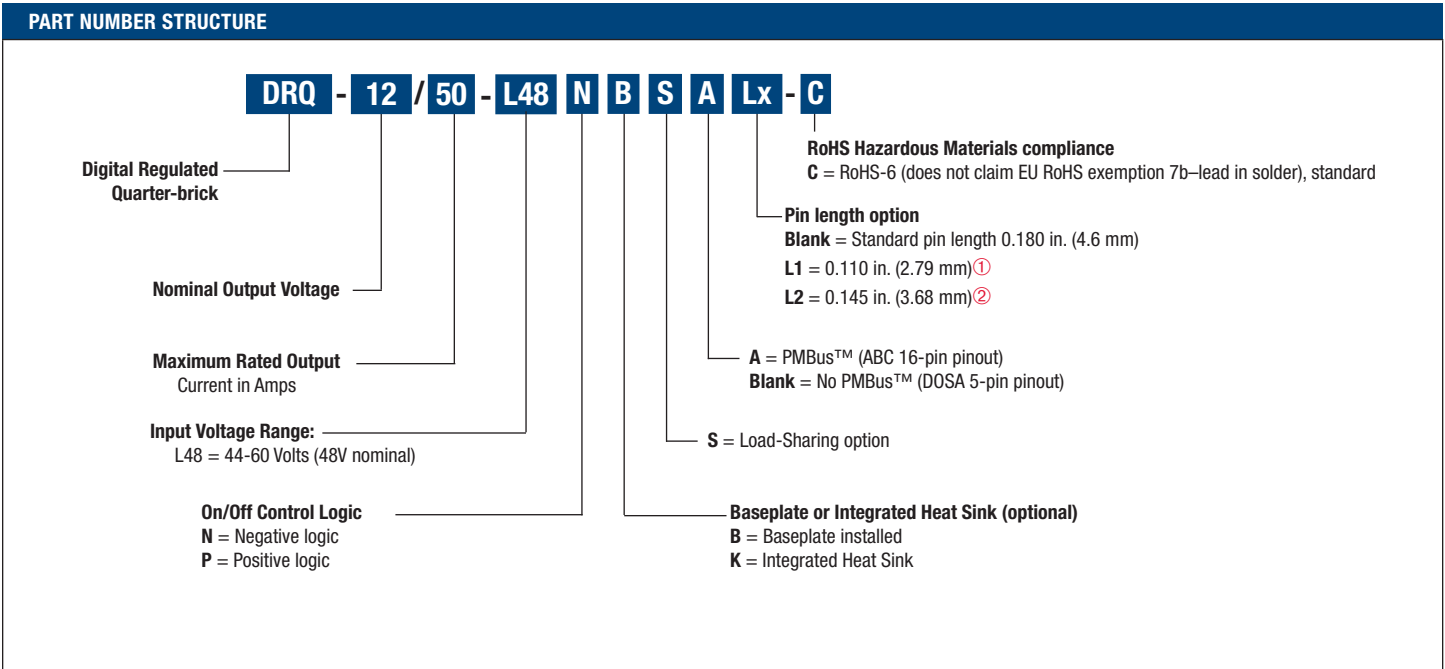 PART NUMBER STRUCTURE
DRQ - 12 / 50 - L48 N B S A Lx - C
RoHS Hazardous Materials compliance
C = RoHS-6 (does not claim EU RoHS exemption 7b–lead in solder), standard
Digital Regulated
Quarter-brick
Pin length option
Blank = Standard pin length 0.180 in. (4.6 mm)
L1 = 0.110 in. (2.79 mm)①
L2 = 0.145 in. (3.68 mm)②
Nominal Output Voltage
Maximum Rated Output
Current in Amps
A = PMBus™ (ABC 16-pin pinout)
Blank = No PMBus™ (DOSA 5-pin pinout)
Input Voltage Range:
L48 = 44-60 Volts (48V nominal)
S = Load-Sharing option
On/Off Control Logic
N = Negative logic
P = Positive logic
Baseplate or Integrated Heat Sink (optional)
B = Baseplate installed
K = Integrated Heat Sink